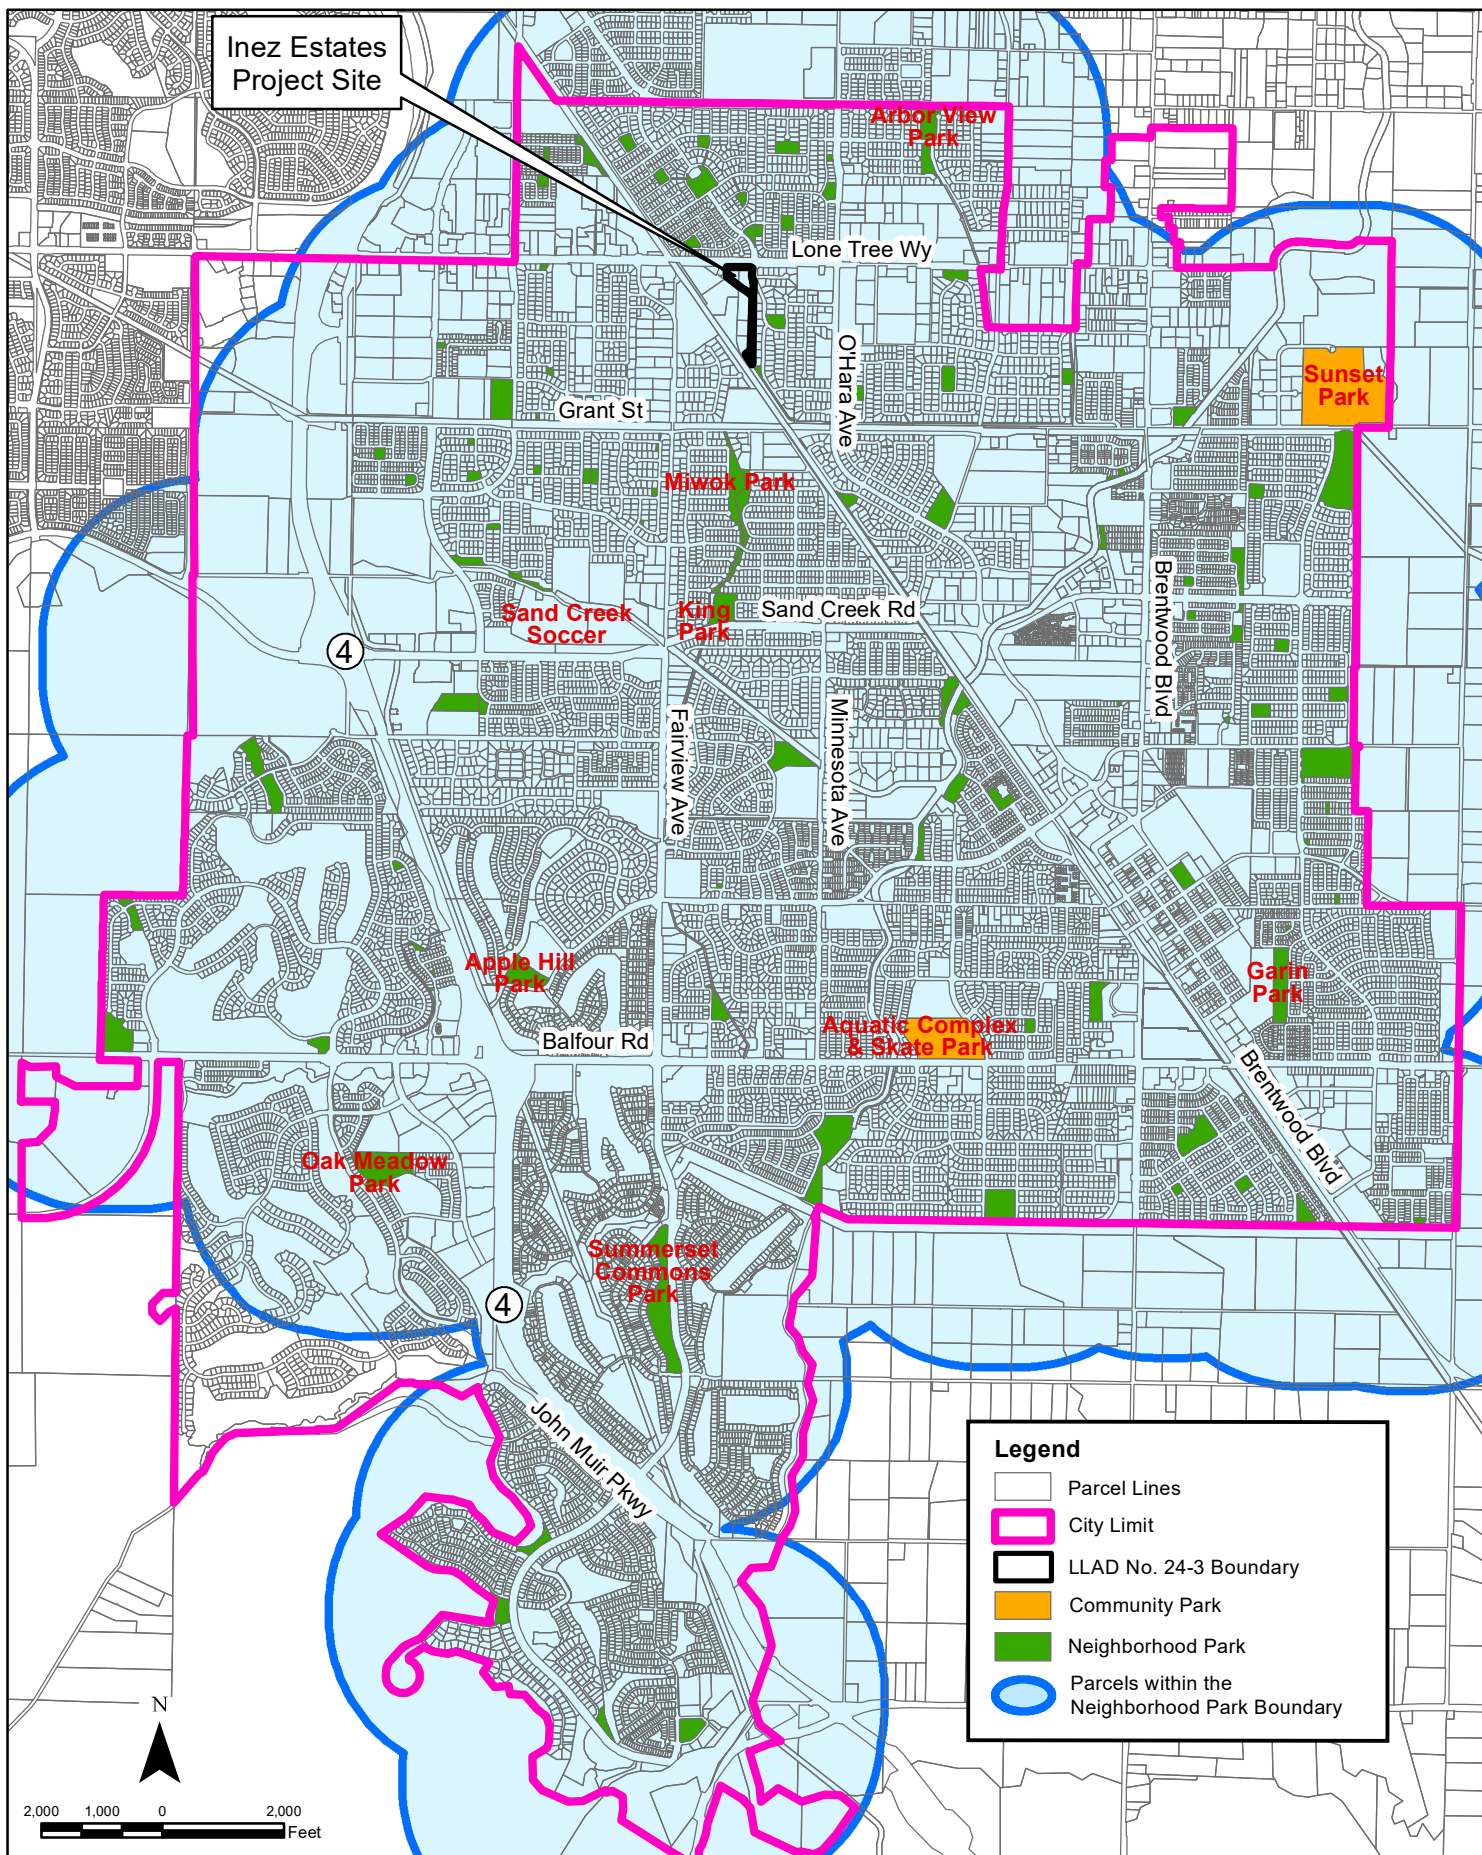 Inez Estates
Project Site
Arbor View
Park
Lone Tree Wy
O'Hara Ave
Sunset
Park
Grant St
Miwok Park
Brentwood Blvd
Sand Creek
Soccer
King
Park
Sand Creek Rd
4
Fairview Ave
Minnesota Ave
Apple Hill
Park
Garin
Park
Aquatic Complex
& Skate Park
Balfour Rd
Brentwood Blvd
Oak Meadow
Park
Summerset
Commons
Park
4
John Muir Pkwy
Legend
Parcel Lines
City Limit
LLAD No. 24-3 Boundary
Community Park
Neighborhood Park
Parcels within the
Neighborhood Park Boundary
N
2,000 1,000 0 2,000
Feet